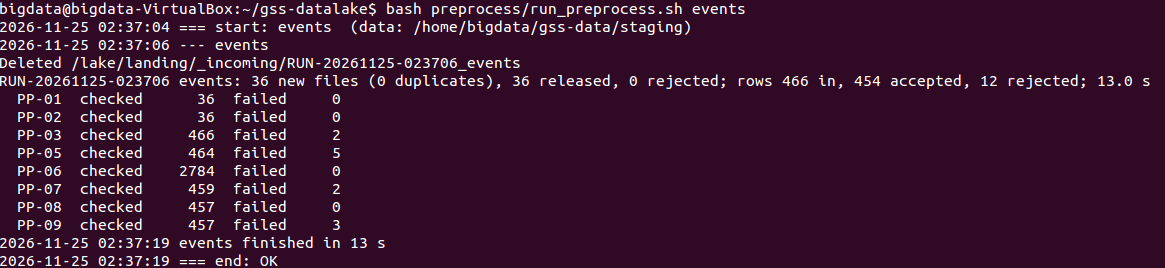 bigdata@bigdata-VirtualBox:~/gss-datalake$ bash preprocess/run_preprocess.sh events
2026-11-25 02:37:04 === start: events  (data: /home/bigdata/gss-data/staging)
2026-11-25 02:37:06 --- events
Deleted /lake/landing/_incoming/RUN-20261125-023706_events
RUN-20261125-023706 events: 36 new files (0 duplicates), 36 released, 0 rejected; rows 466 in, 454 accepted, 12 rejected; 13.0 s
  PP-01  checked      36  failed     0
  PP-02  checked      36  failed     0
  PP-03  checked     466  failed     2
  PP-05  checked     464  failed     5
  PP-06  checked    2784  failed     0
  PP-07  checked     459  failed     2
  PP-08  checked     457  failed     0
  PP-09  checked     457  failed     3
2026-11-25 02:37:19 events finished in 13 s
2026-11-25 02:37:19 === end: OK